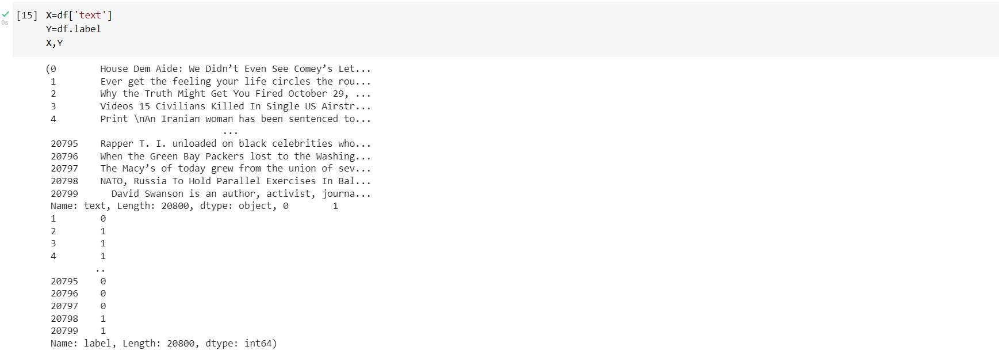 [15] X=df['text']
0s
Y=df.label
X,Y
(0        House Dem Aide: We Didn’t Even See Comey’s Let...
1        Ever get the feeling your life circles the rou...
2        Why the Truth Might Get You Fired October 29, ...
3        Videos 15 Civilians Killed In Single US Airstr...
4        Print \nAn Iranian woman has been sentenced to...
...
20795    Rapper T. I. unloaded on black celebrities who...
20796    When the Green Bay Packers lost to the Washing...
20797    The Macy’s of today grew from the union of sev...
20798    NATO, Russia To Hold Parallel Exercises In Bal...
20799      David Swanson is an author, activist, journa...
Name: text, Length: 20800, dtype: object, 0        1
1        0
2        1
3        1
4        1
..
20795    0
20796    0
20797    0
20798    1
20799    1
Name: label, Length: 20800, dtype: int64)